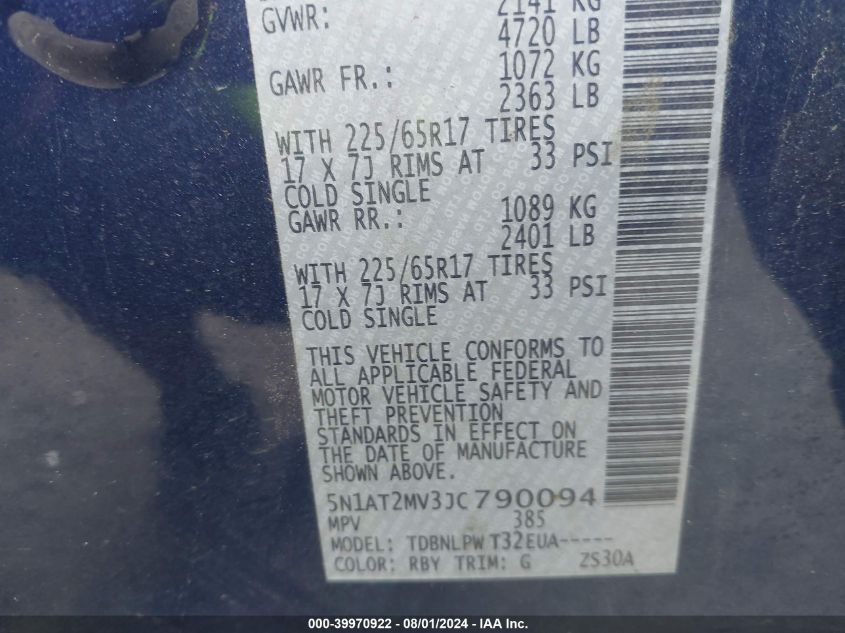 GVWR: 2141 KG
4720 LB
GAWR FR.: 1072 KG
2363 LB
WITH 225/65R17 TIRES
17 X 7J RIMS AT 33 PSI
COLD SINGLE
GAWR RR.: 1089 KG
2401 LB
WITH 225/65R17 TIRES
17 X 7J RIMS AT 33 PSI
COLD SINGLE
THIS VEHICLE CONFORMS TO
ALL APPLICABLE FEDERAL
MOTOR VEHICLE SAFETY AND
THEFT PREVENTION
STANDARDS IN EFFECT ON
THE DATE OF MANUFACTURE
SHOWN ABOVE.
5N1AT2MV3JC790094
MPV 385
MODEL: TDBNLPW T32EUA-----
COLOR: RBY TRIM: G ZS30A
000-39970922 - 08/01/2024 - IAA Inc.